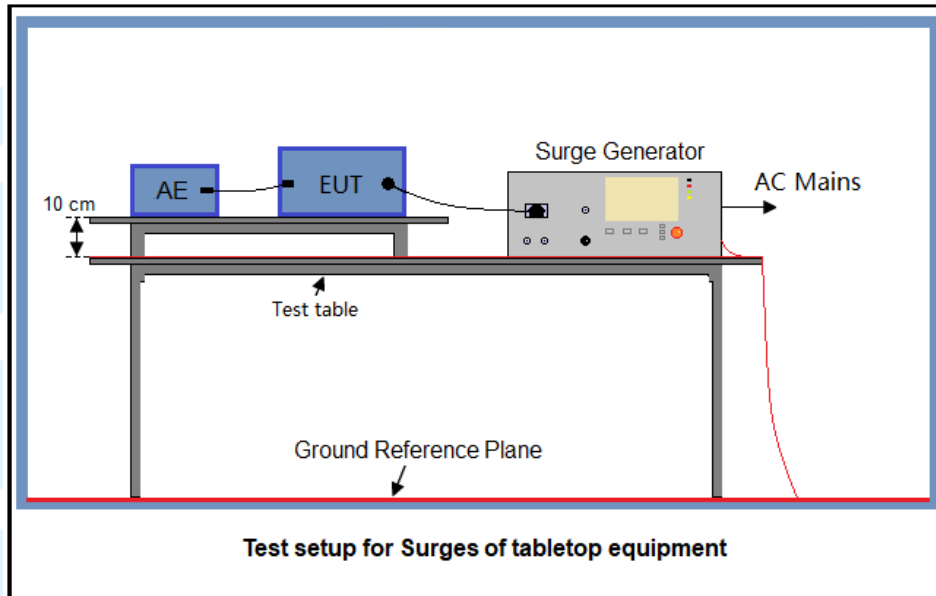 Surge Generator
AC Mains
AE
EUT
10 cm
Test table
Ground Reference Plane
Test setup for Surges of tabletop equipment